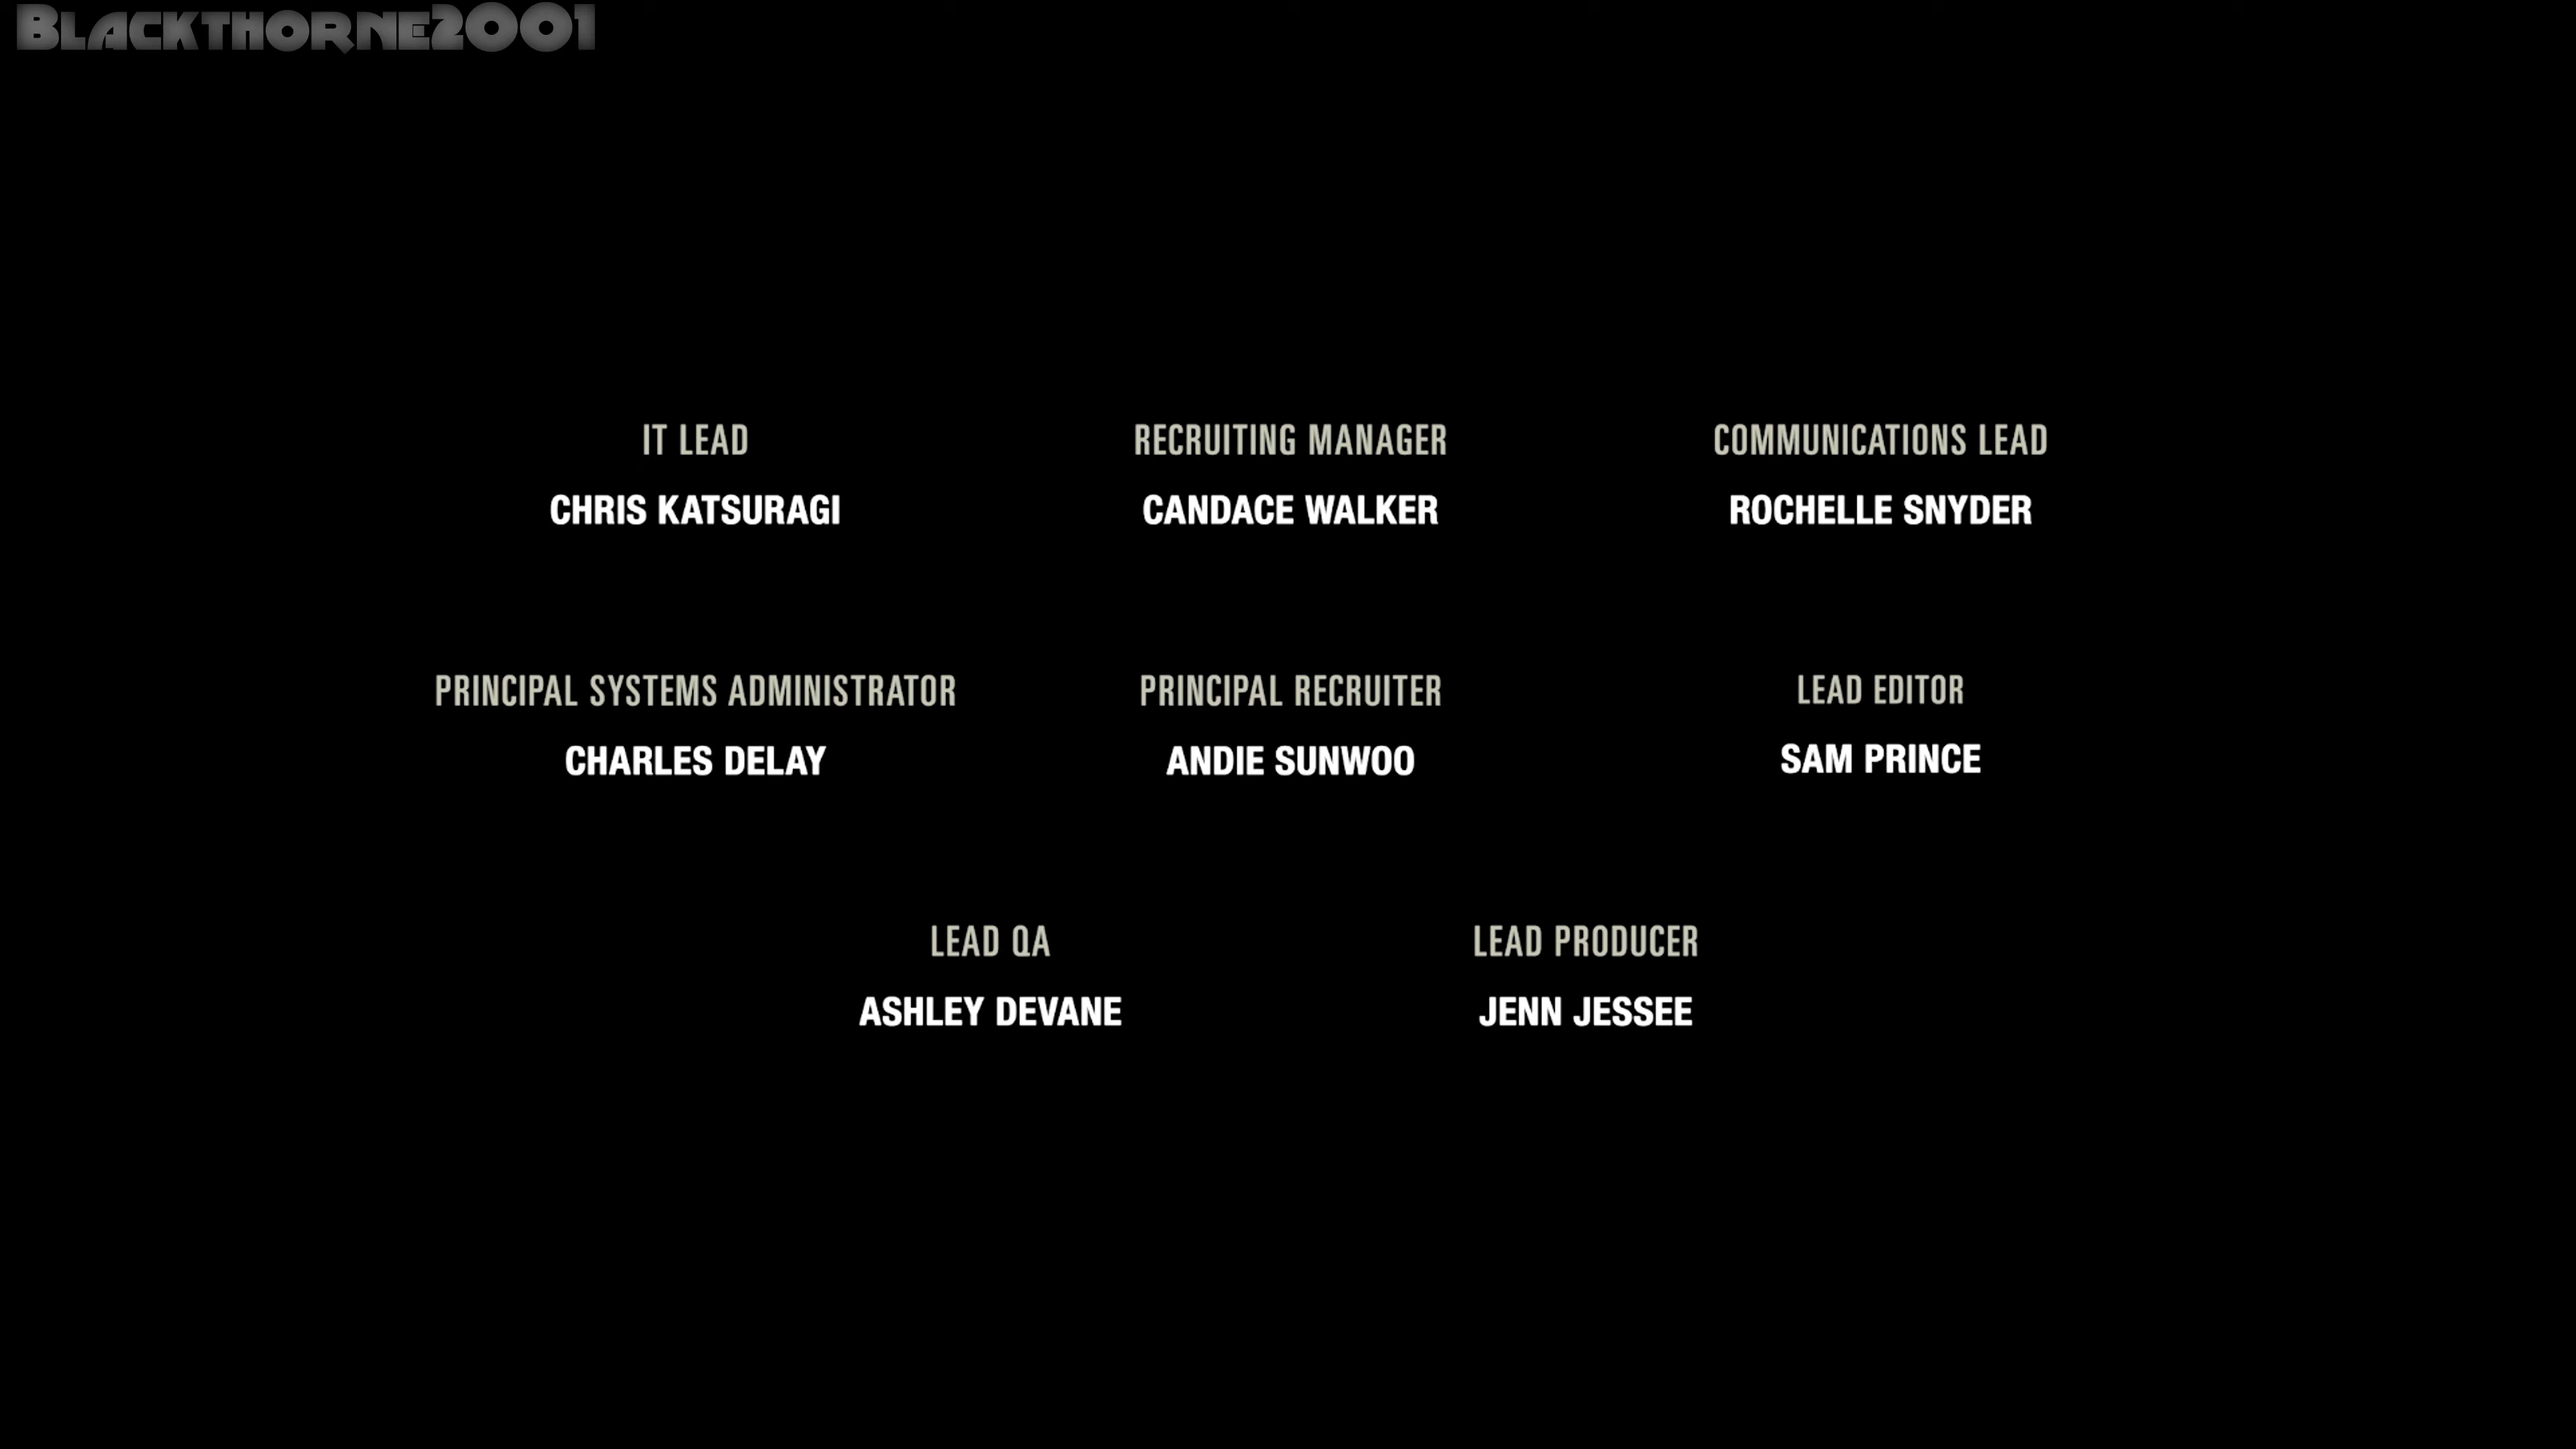 Blackthorne2001
IT LEAD
CHRIS KATSURAGI
RECRUITING MANAGER
CANDACE WALKER
COMMUNICATIONS LEAD
ROCHELLE SNYDER
PRINCIPAL SYSTEMS ADMINISTRATOR
CHARLES DELAY
PRINCIPAL RECRUITER
ANDIE SUNWOO
LEAD EDITOR
SAM PRINCE
LEAD QA
ASHLEY DEVANE
LEAD PRODUCER
JENN JESSEE